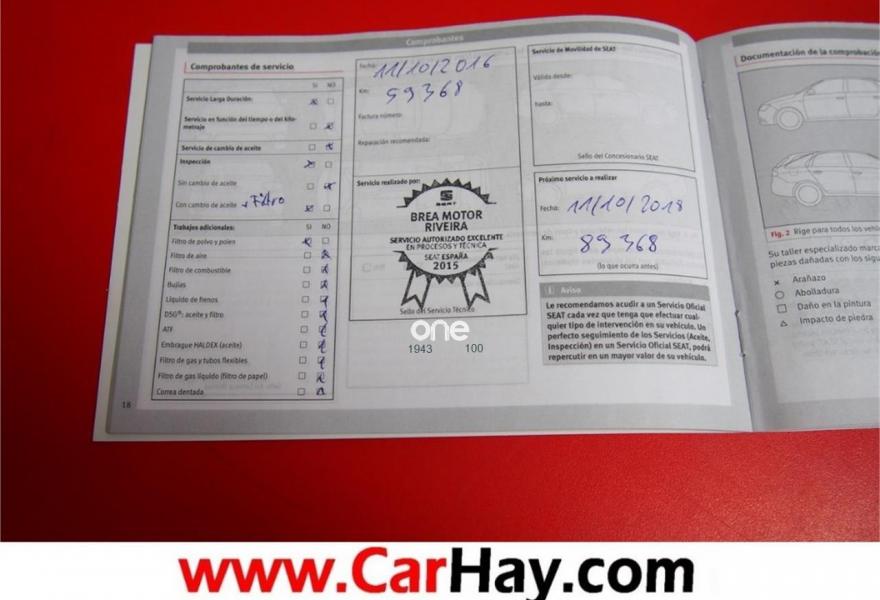 Comprobantes
Comprobantes de servicio
SI NO
Servicio Larga Duración:
Servicio en función del tiempo o del kilo-
metraje
Servicio de cambio de aceite
Inspección
Sin cambio de aceite
Con cambio de aceite + Filtro
Trabajos adicionales: SI NO
Filtro de polvo y polen
Filtro de aire
Filtro de combustible
Bujías
Líquido de frenos
DSG®: aceite y filtro
ATF
Embrague HALDEX (aceite)
Filtro de gas y tubos flexibles
Filtro de gas líquido (filtro de papel)
Correa dentada
18
Fecha: 11/10/2016
Km: 59368
Factura número:
Reparación recomendada:
Servicio realizado por:
SEAT
BREA MOTOR
RIVEIRA
SERVICIO AUTORIZADO EXCELENTE
EN PROCESOS Y TÉCNICA
SEAT ESPAÑA
2015
Sello del Servicio Técnico
one
1943 100
Servicio de Movilidad de SEAT
Válida desde:
hasta:
Sello del Concesionario SEAT
Próximo servicio a realizar
Fecha: 11/10/2018
Km: 89368
(lo que ocurra antes)
i Aviso
Le recomendamos acudir a un Servicio Oficial
SEAT cada vez que tenga que efectuar cual-
quier tipo de intervención en su vehículo. Un
perfecto seguimiento de los Servicios (Aceite,
Inspección) en un Servicio Oficial SEAT, podrá
repercutir en un mayor valor de su vehículo.
Documentación de la comprobación
Fig. 2 Rige para todos los vehí
Su taller especializado marca
piezas dañadas con los sigu
Arañazo
Abolladura
Daño en la pintura
Impacto de piedra
www.CarHay.com